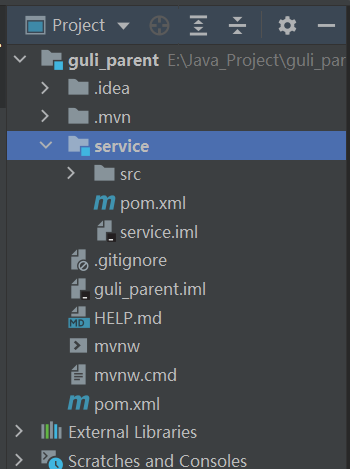 Project
guli_parent E:\Java_Project\guli_par
.idea
.mvn
service
src
m pom.xml
service.iml
.gitignore
guli_parent.iml
MD HELP.md
mvnw
mvnw.cmd
m pom.xml
External Libraries
Scratches and Consoles